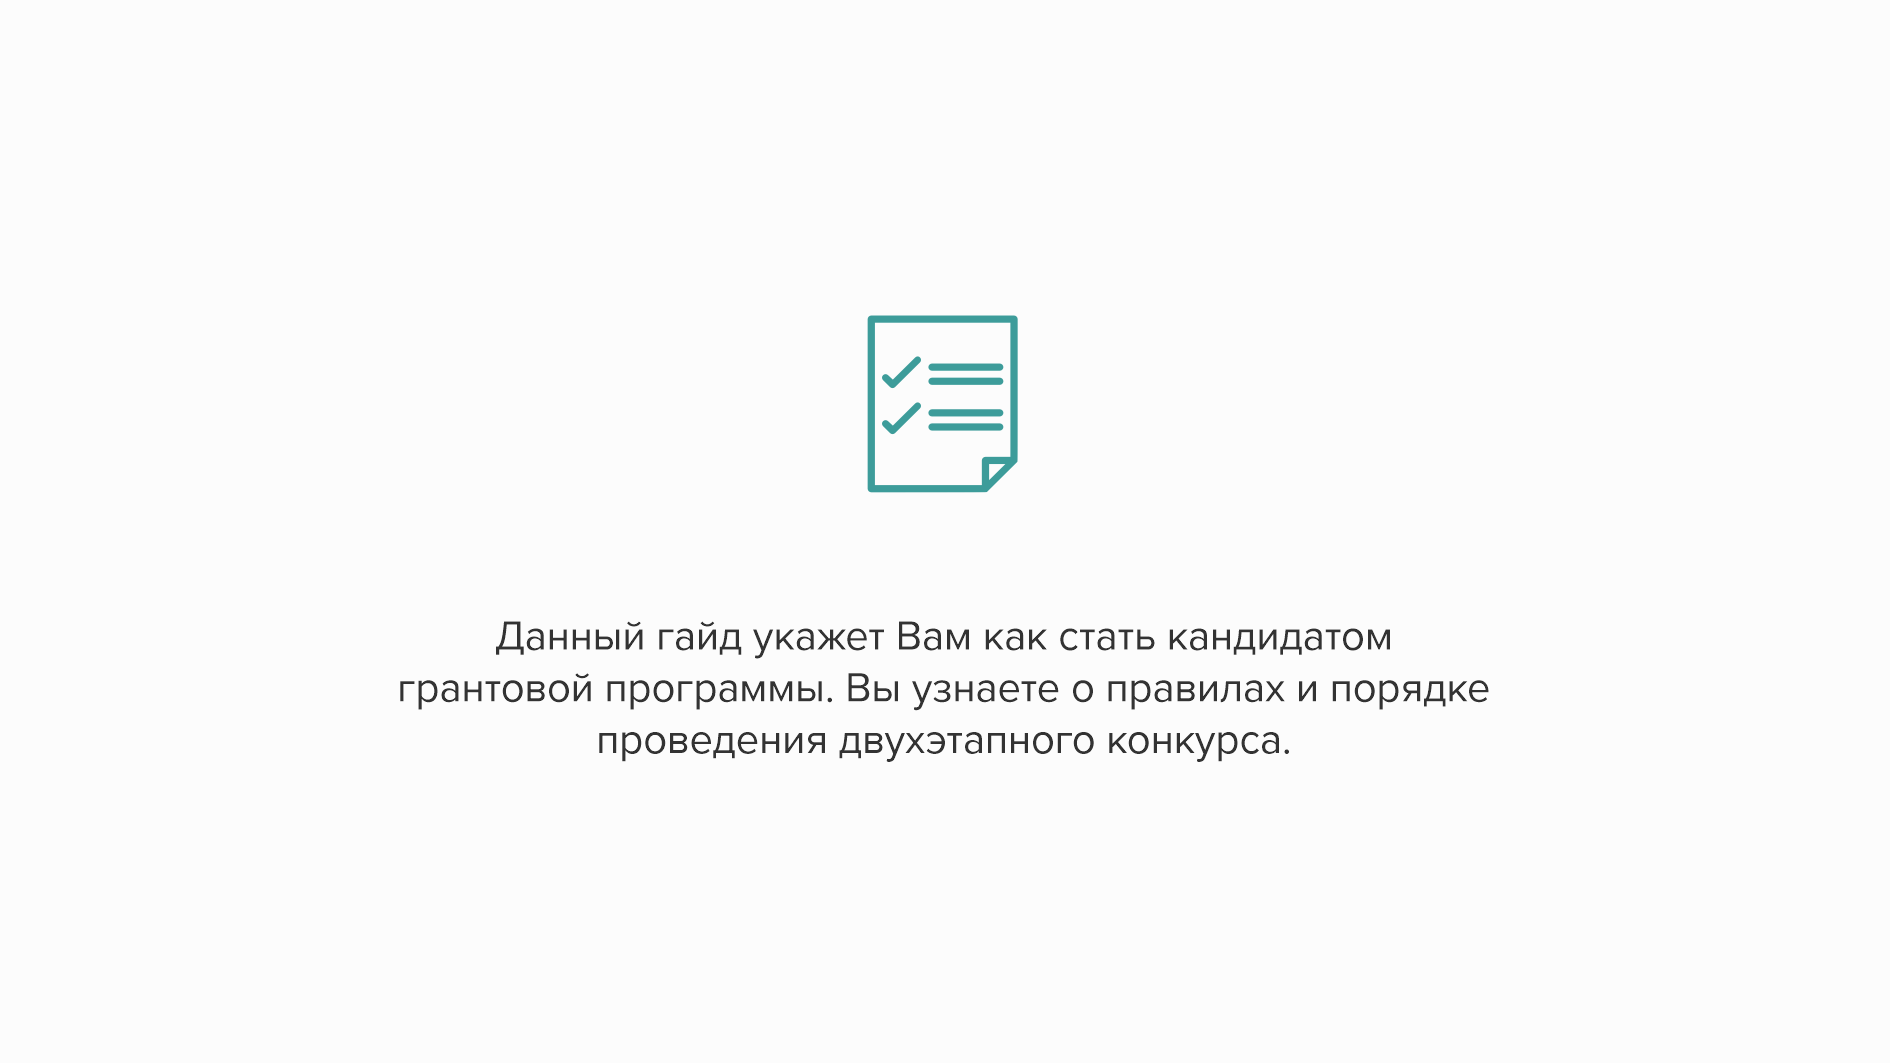 Данный гайд укажет Вам как стать кандидатом
грантовой программы. Вы узнаете о правилах и порядке
проведения двухэтапного конкурса.